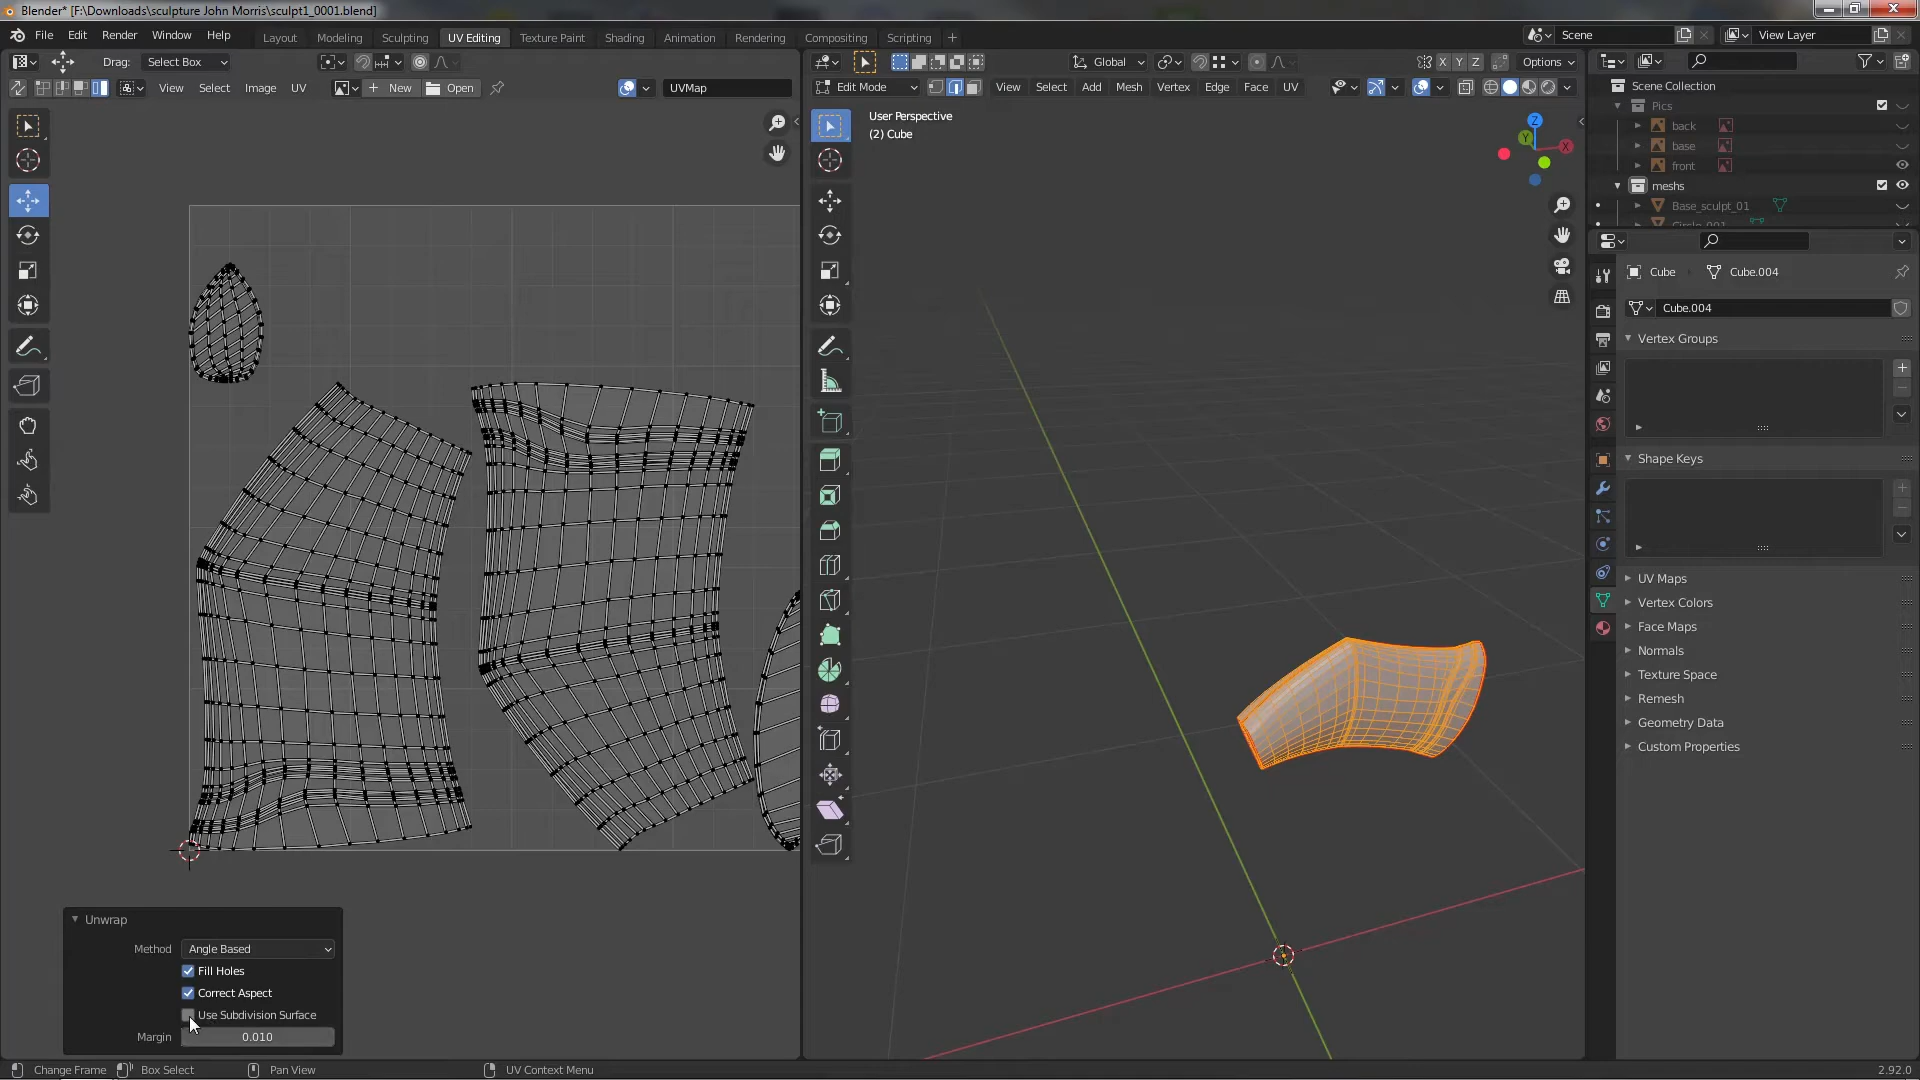 Blender* [F:\Downloads\sculpture John Morris\sculpt1_0001.blend]
File Edit Render Window Help
Layout Modeling Sculpting UV Editing Texture Paint Shading Animation Rendering Compositing Scripting
Scene
View Layer
Drag: Select Box
Global
X Y Z
Options
View Select Image UV
New
Open
UVMap
Edit Mode
View Select Add Mesh Vertex Edge Face UV
User Perspective
(2) Cube
Z
Y
X
Scene Collection
Pics
back
base
front
meshs
Base_sculpt_01
Circle.001
Cube
Cube.004
Cube.004
Vertex Groups
Shape Keys
UV Maps
Vertex Colors
Face Maps
Normals
Texture Space
Remesh
Geometry Data
Custom Properties
Unwrap
Method Angle Based
Fill Holes
Correct Aspect
Use Subdivision Surface
Margin 0.010
Change Frame
Box Select
Pan View
UV Context Menu
2.92.0